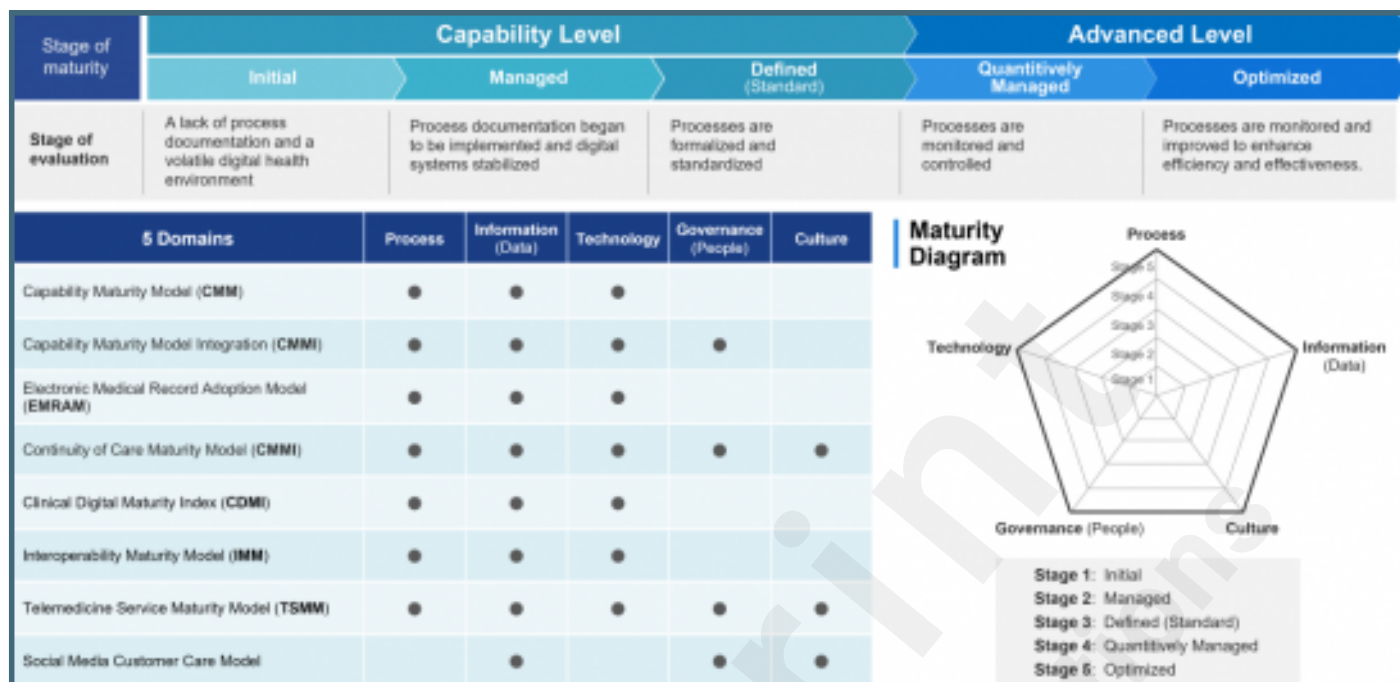 Stage of
maturity
Capability Level
Advanced Level
Initial
Managed
Defined
(Standard)
Quantitively
Managed
Optimized
Stage of
evaluation
A lack of process
documentation and a
volatile digital health
environment
Process documentation began
to be implemented and digital
systems stabilized
Processes are
formalized and
standardized
Processes are
monitored and
controlled
Processes are monitored and
improved to enhance
efficiency and effectiveness.
5 Domains
Process
Information
(Data)
Technology
Governance
(People)
Culture
Capability Maturity Model (CMM)
Capability Maturity Model Integration (CMMI)
Electronic Medical Record Adoption Model
(EMRAM)
Continuity of Care Maturity Model (CMMI)
Clinical Digital Maturity Index (CDMI)
Interoperability Maturity Model (IMM)
Telemedicine Service Maturity Model (TSMM)
Social Media Customer Care Model
Maturity
Diagram
Process
Stage 5
Stage 4
Stage 3
Stage 2
Stage 1
Technology
Information
(Data)
Governance (People)
Culture
Stage 1: Initial
Stage 2: Managed
Stage 3: Defined (Standard)
Stage 4: Quantitively Managed
Stage 5: Optimized